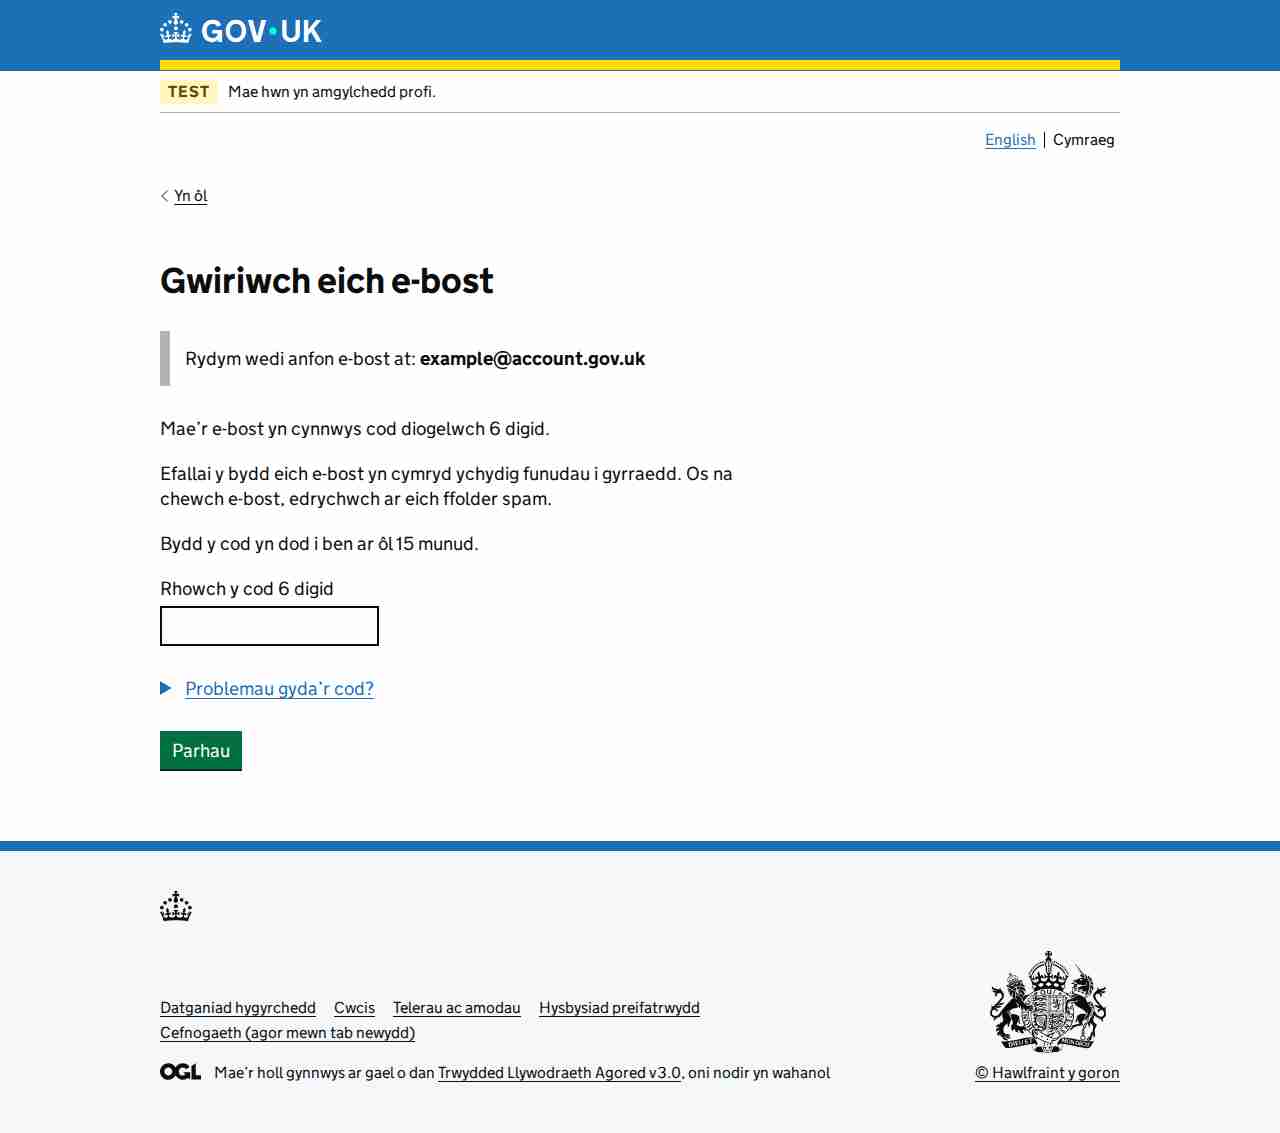 GOV·UK
TEST Mae hwn yn amgylchedd profi.
English Cymraeg
Yn ôl
Gwiriwch eich e-bost
Rydym wedi anfon e-bost at: example@account.gov.uk
Mae’r e-bost yn cynnwys cod diogelwch 6 digid.
Efallai y bydd eich e-bost yn cymryd ychydig funudau i gyrraedd. Os na
chewch e-bost, edrychwch ar eich ffolder spam.
Bydd y cod yn dod i ben ar ôl 15 munud.
Rhowch y cod 6 digid
Problemau gyda’r cod?
Parhau
Datganiad hygyrchedd Cwcis Telerau ac amodau Hysbysiad preifatrwydd
Cefnogaeth (agor mewn tab newydd)
OGL Mae’r holl gynnwys ar gael o dan Trwydded Llywodraeth Agored v3.0, oni nodir yn wahanol
© Hawlfraint y goron